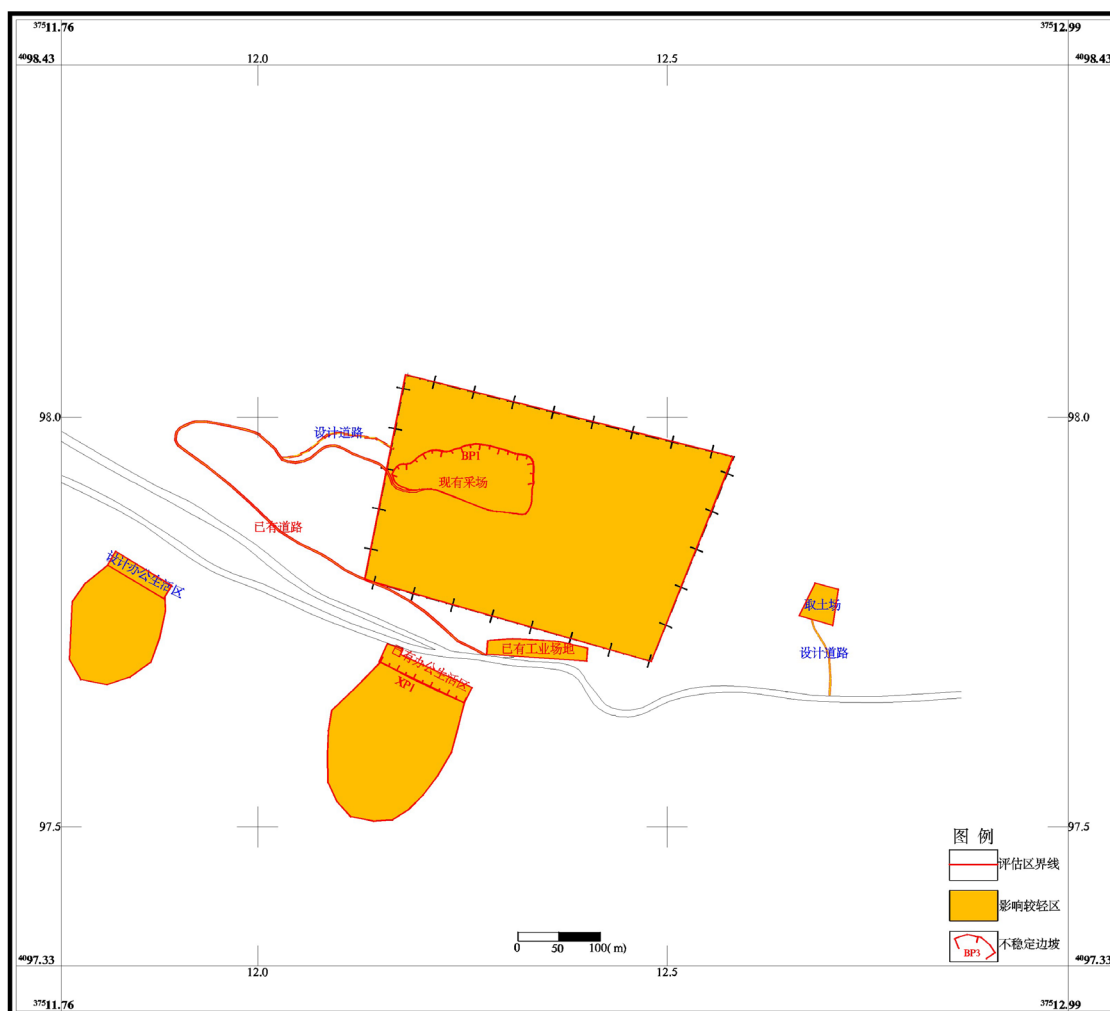 37511.76
37512.99
4098.43
12.0
12.5
4098.43
98.0
设计道路
98.0
BP1
现有采场
已有道路
设计办公生活区
取土场
已有工业场地
已有办公生活区
设计道路
XP1
97.5
97.5
图 例
评估区界线
影响较轻区
不稳定边坡
BP3
0 50 100(m)
4097.33
12.0
12.5
4097.33
37511.76
37512.99